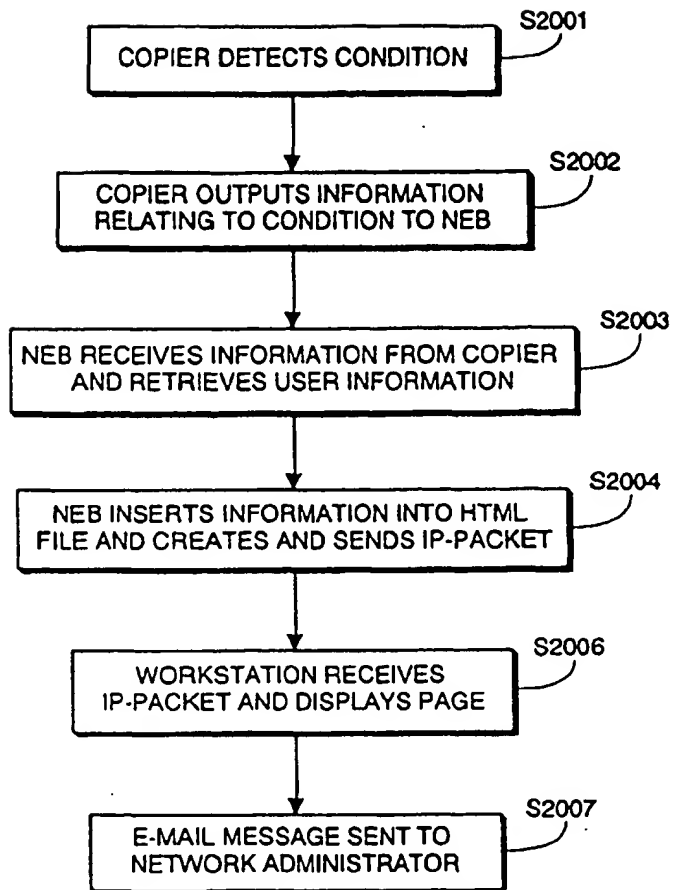 S2001
COPIER DETECTS CONDITION
S2002
COPIER OUTPUTS INFORMATION
RELATING TO CONDITION TO NEB
S2003
NEB RECEIVES INFORMATION FROM COPIER
AND RETRIEVES USER INFORMATION
S2004
NEB INSERTS INFORMATION INTO HTML
FILE AND CREATES AND SENDS IP-PACKET
S2006
WORKSTATION RECEIVES
IP-PACKET AND DISPLAYS PAGE
S2007
E-MAIL MESSAGE SENT TO
NETWORK ADMINISTRATOR